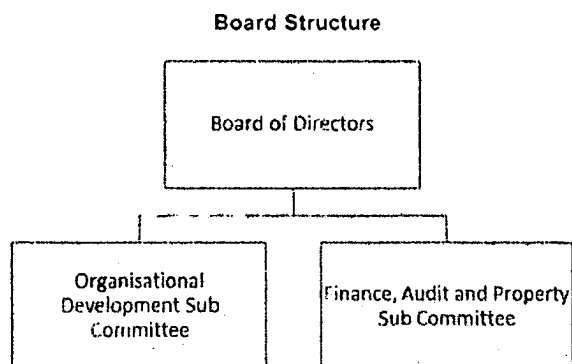 Board Structure
Board of Directors
Organisational
Development Sub
Committee
Finance, Audit and Property
Sub Committee